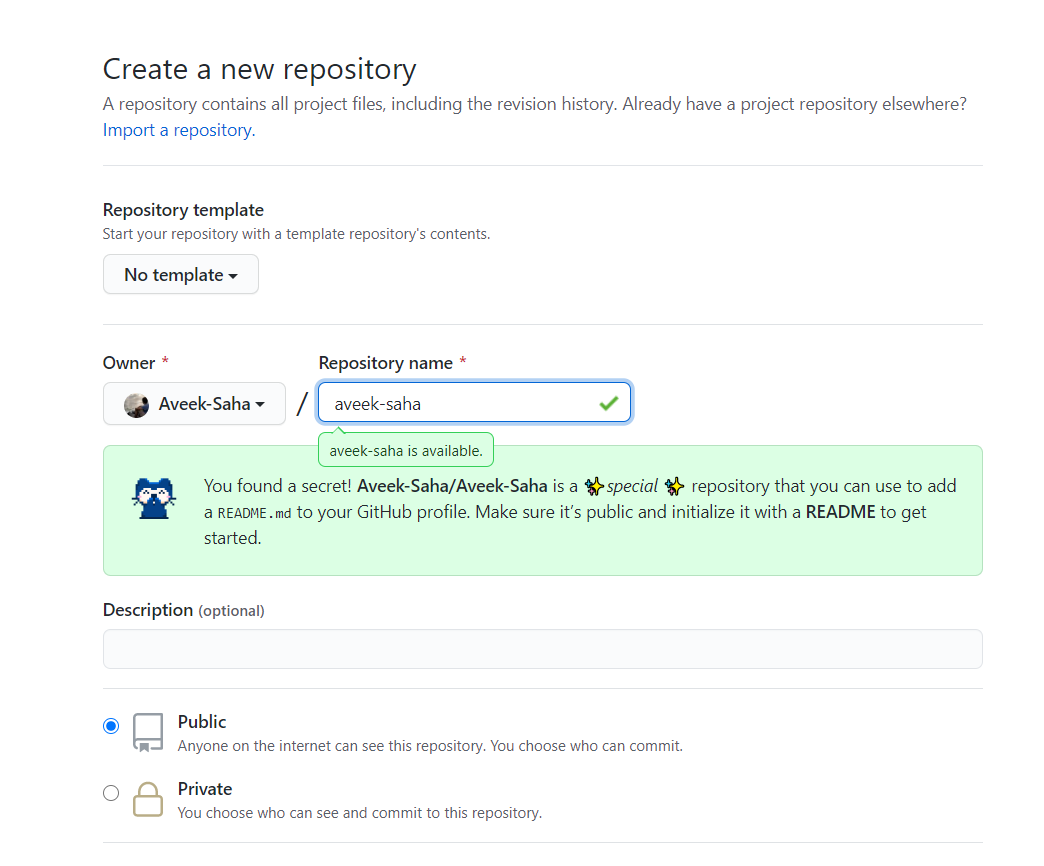 Create a new repository
A repository contains all project files, including the revision history. Already have a project repository elsewhere?
Import a repository.
Repository template
Start your repository with a template repository's contents.
No template
Owner * Repository name *
Aveek-Saha / aveek-saha
aveek-saha is available.
You found a secret! Aveek-Saha/Aveek-Saha is a ✨special ✨ repository that you can use to add
a README.md to your GitHub profile. Make sure it’s public and initialize it with a README to get
started.
Description (optional)
Public
Anyone on the internet can see this repository. You choose who can commit.
Private
You choose who can see and commit to this repository.